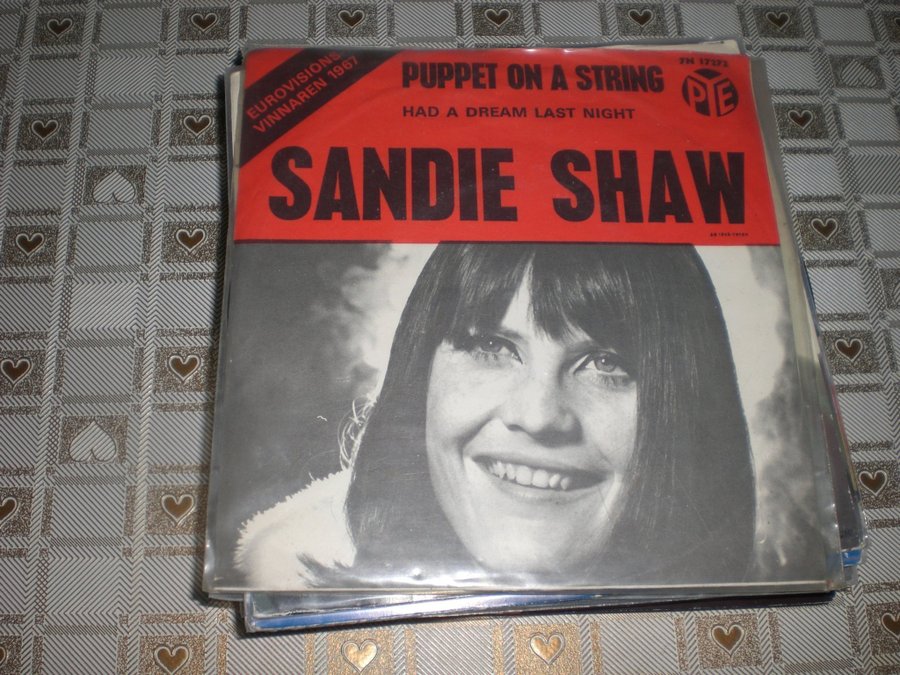 EUROVISIONS
VINNAREN 1967
PUPPET ON A STRING
HAD A DREAM LAST NIGHT
7N 17272
PYE
SANDIE SHAW